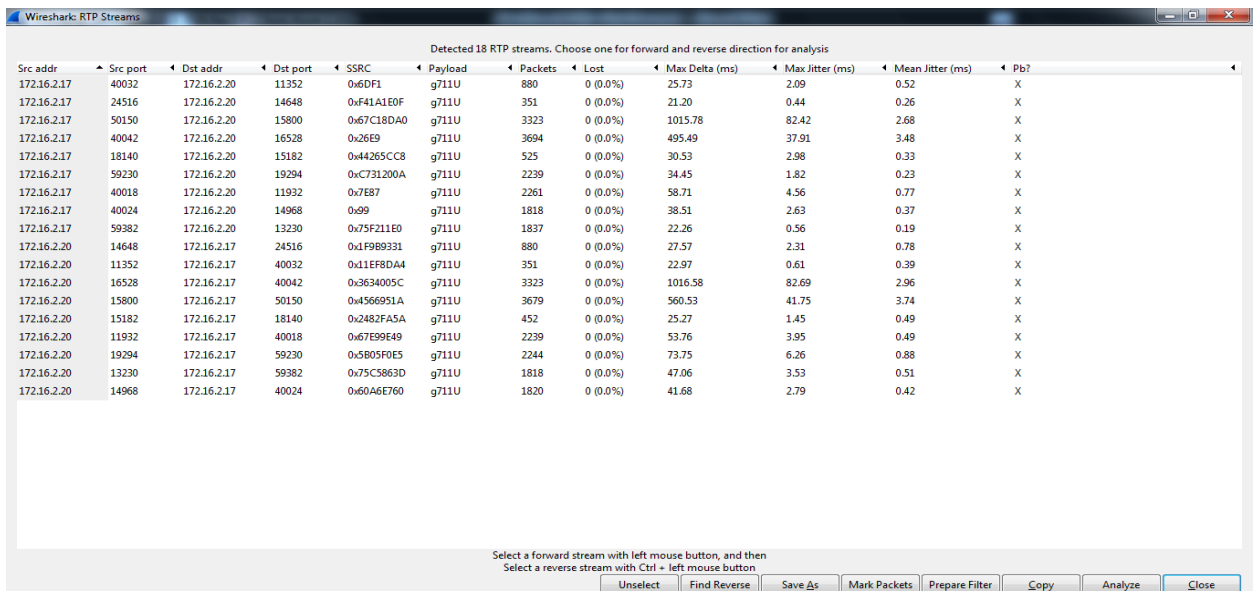 Wireshark: RTP Streams
Detected 18 RTP streams. Choose one for forward and reverse direction for analysis
Src addr Src port Dst addr Dst port SSRC Payload Packets Lost Max Delta (ms) Max Jitter (ms) Mean Jitter (ms) Pb?
172.16.2.17 40032 172.16.2.20 11352 0x6DF1 g711U 880 0 (0.0%) 25.73 2.09 0.52 X
172.16.2.17 24516 172.16.2.20 14648 0xF41A1E0F g711U 351 0 (0.0%) 21.20 0.44 0.26 X
172.16.2.17 50150 172.16.2.20 15800 0x67C18DA0 g711U 3323 0 (0.0%) 1015.78 82.42 2.68 X
172.16.2.17 40042 172.16.2.20 16528 0x26E9 g711U 3694 0 (0.0%) 495.49 37.91 3.48 X
172.16.2.17 18140 172.16.2.20 15182 0x44265CC8 g711U 525 0 (0.0%) 30.53 2.98 0.33 X
172.16.2.17 59230 172.16.2.20 19294 0xC731200A g711U 2239 0 (0.0%) 34.45 1.82 0.23 X
172.16.2.17 40018 172.16.2.20 11932 0x7E87 g711U 2261 0 (0.0%) 58.71 4.56 0.77 X
172.16.2.17 40024 172.16.2.20 14968 0x99 g711U 1818 0 (0.0%) 38.51 2.63 0.37 X
172.16.2.17 59382 172.16.2.20 13230 0x75F211E0 g711U 1837 0 (0.0%) 22.26 0.56 0.19 X
172.16.2.20 14648 172.16.2.17 24516 0x1F9B9331 g711U 880 0 (0.0%) 27.57 2.31 0.78 X
172.16.2.20 11352 172.16.2.17 40032 0x11EF8DA4 g711U 351 0 (0.0%) 22.97 0.61 0.39 X
172.16.2.20 16528 172.16.2.17 40042 0x3634005C g711U 3323 0 (0.0%) 1016.58 82.69 2.96 X
172.16.2.20 15800 172.16.2.17 50150 0x4566951A g711U 3679 0 (0.0%) 560.53 41.75 3.74 X
172.16.2.20 15182 172.16.2.17 18140 0x2482FA5A g711U 452 0 (0.0%) 25.27 1.45 0.49 X
172.16.2.20 11932 172.16.2.17 40018 0x67E99E49 g711U 2239 0 (0.0%) 53.76 3.95 0.49 X
172.16.2.20 19294 172.16.2.17 59230 0x5B05F0E5 g711U 2244 0 (0.0%) 73.75 6.26 0.88 X
172.16.2.20 13230 172.16.2.17 59382 0x75C5863D g711U 1818 0 (0.0%) 47.06 3.53 0.51 X
172.16.2.20 14968 172.16.2.17 40024 0x60A6E760 g711U 1820 0 (0.0%) 41.68 2.79 0.42 X
Select a forward stream with left mouse button, and then
Select a reverse stream with Ctrl + left mouse button
Unselect Find Reverse Save As Mark Packets Prepare Filter Copy Analyze Close